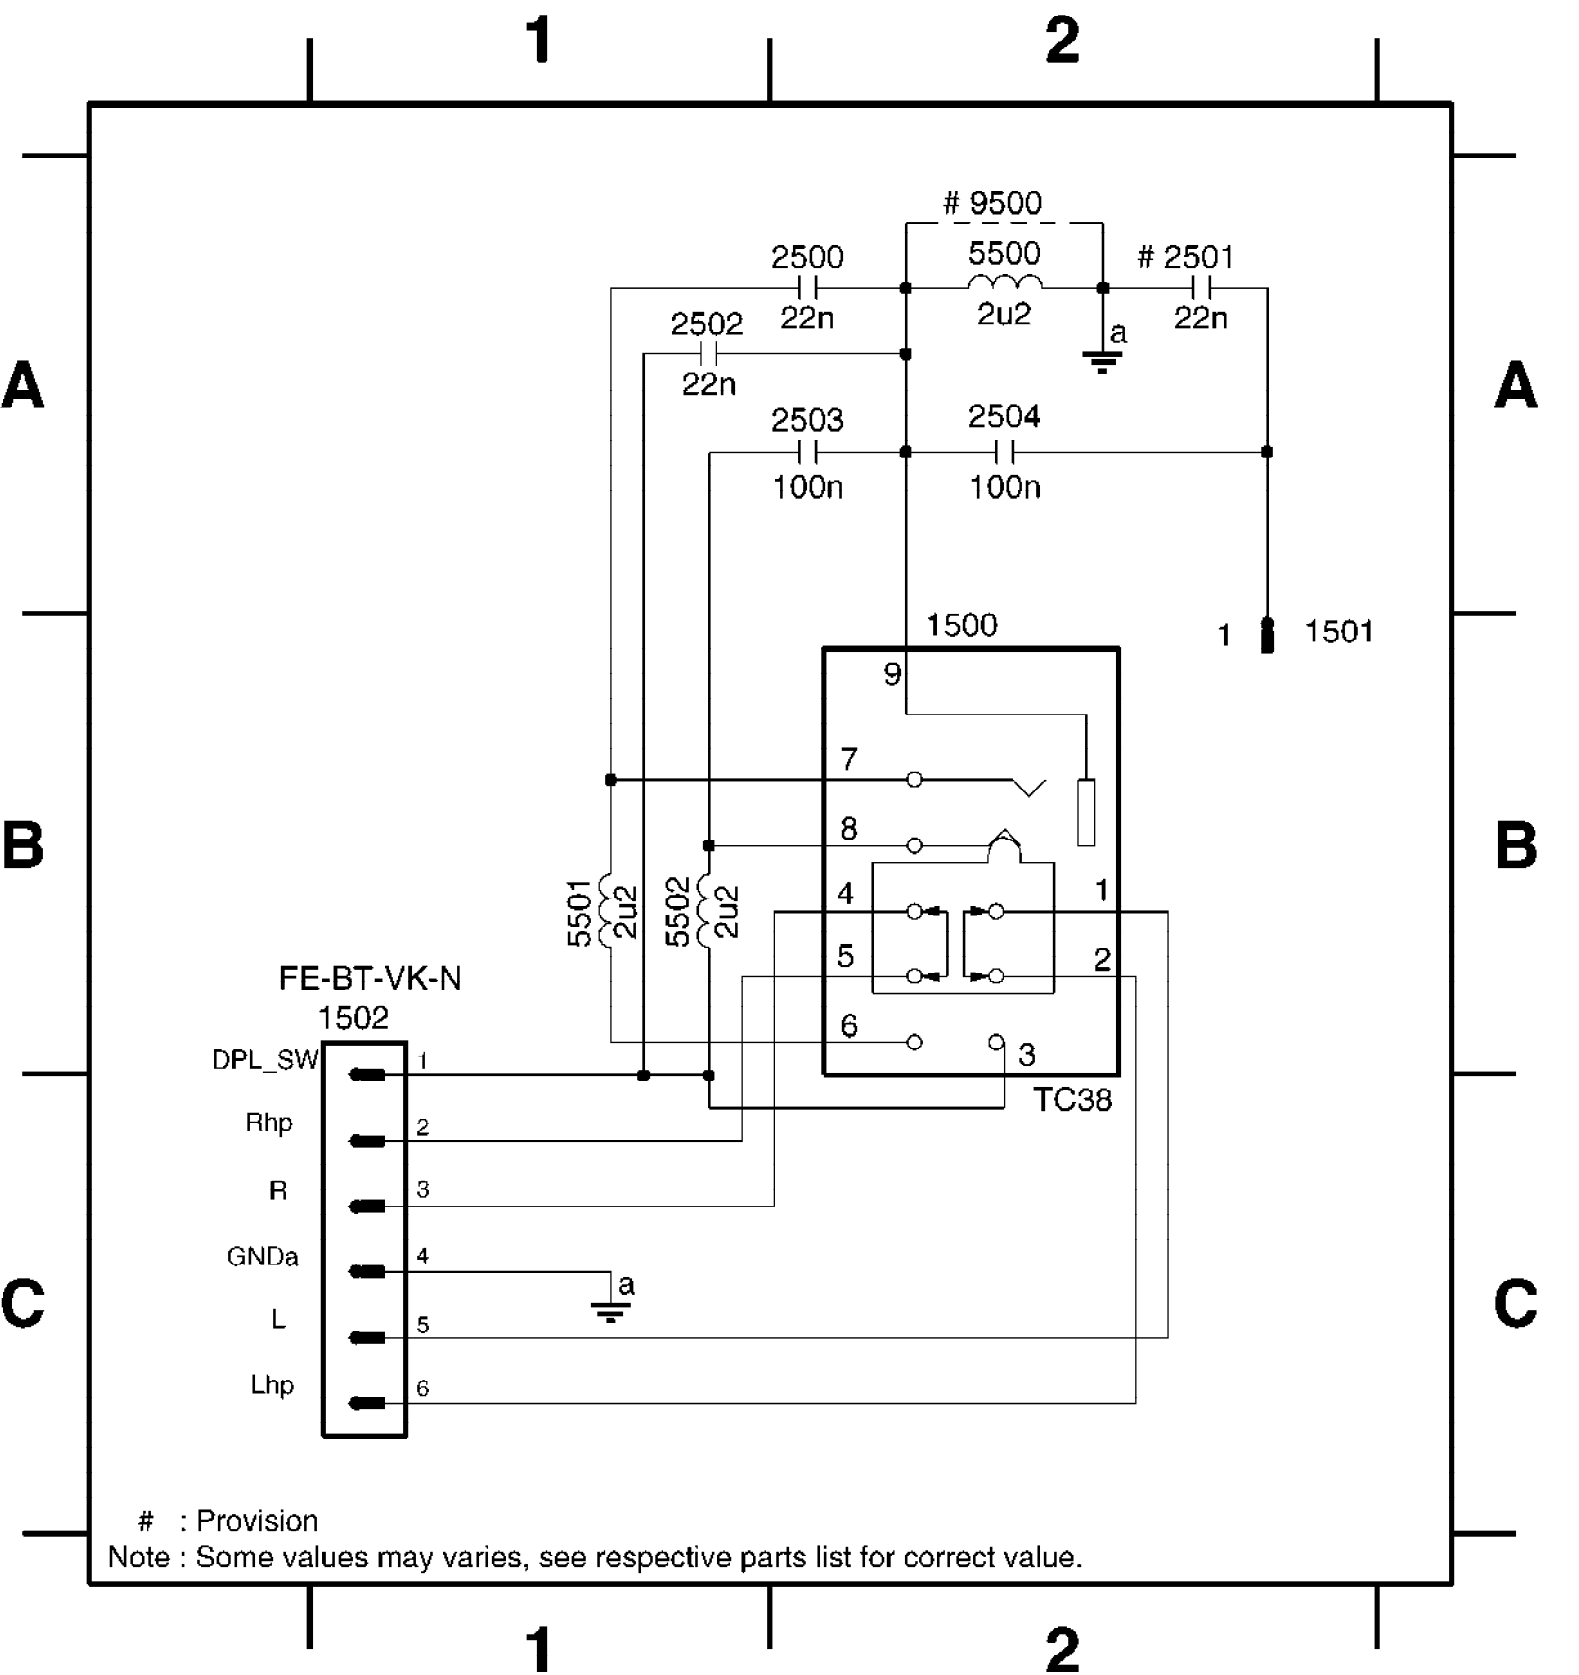 1 2
# 9500
2500 5500 # 2501
22n 2u2 22n
2502 a
22n
A A
2503 2504
100n 100n
1500 1 1501
9
7
8
B B
5501 2u2 5502 2u2
4 1
5 2
FE-BT-VK-N
1502
6 3
DPL_SW 1
TC38
Rhp 2
R 3
GNDa 4
a
C C
L 5
Lhp 6
# : Provision
Note : Some values may varies, see respective parts list for correct value.
1 2